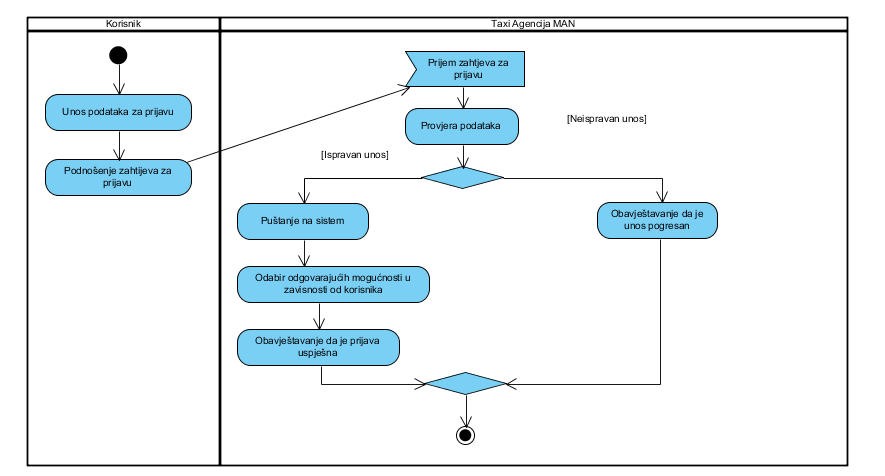 Korisnik
Taxi Agencija MAN
Unos podataka za prijavu
Podnošenje zahtijeva za
prijavu
Prijem zahtjeva za
prijavu
Provjera podataka
[Neispravan unos]
[Ispravan unos]
Puštanje na sistem
Obavještavanje da je
unos pogresan
Odabir odgovarajućih mogućnosti u
zavisnosti od korisnika
Obavještavanje da je prijava
uspješna